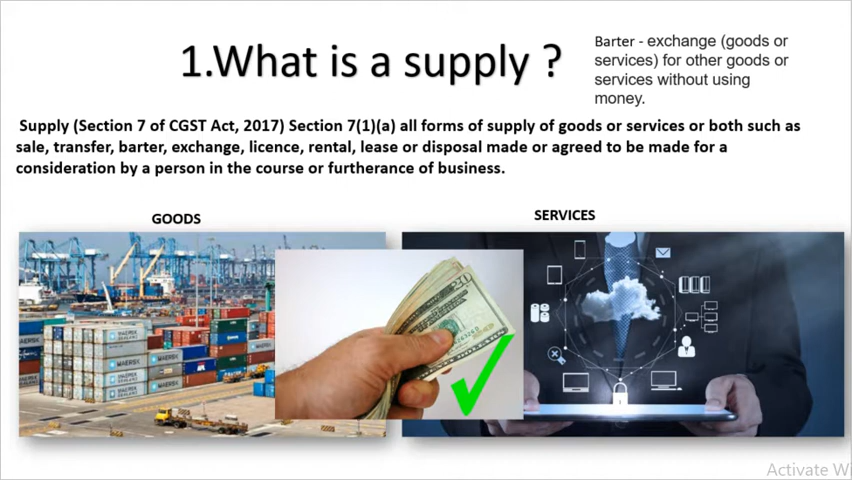 1.What is a supply ?
Barter - exchange (goods or
services) for other goods or
services without using
money.
Supply (Section 7 of CGST Act, 2017) Section 7(1)(a) all forms of supply of goods or services or both such as
sale, transfer, barter, exchange, licence, rental, lease or disposal made or agreed to be made for a
consideration by a person in the course or furtherance of business.
GOODS
SERVICES
MAERSK
MAERSK
20
Activate Wi